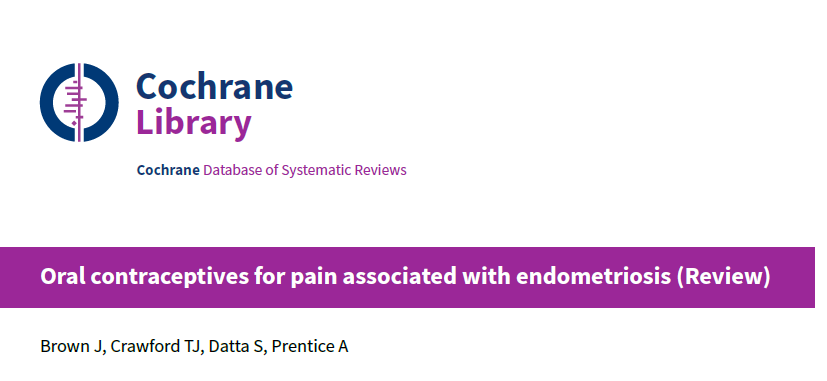 Cochrane
Library
Cochrane Database of Systematic Reviews
Oral contraceptives for pain associated with endometriosis (Review)
Brown J, Crawford TJ, Datta S, Prentice A